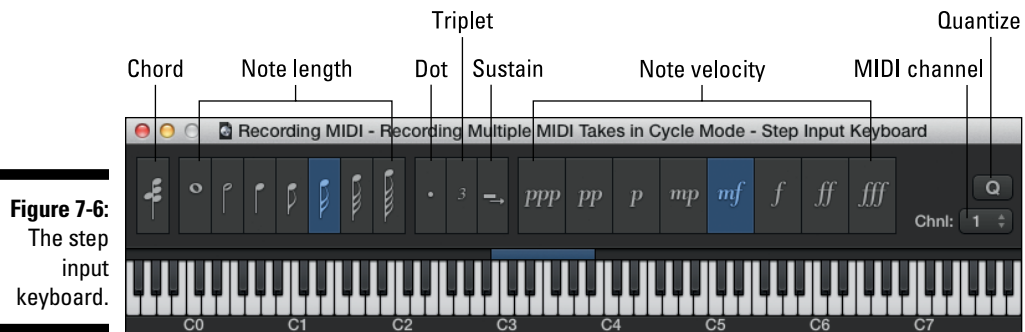 Triplet Quantize
Chord Note length Dot Sustain Note velocity MIDI channel
Recording MIDI - Recording Multiple MIDI Takes in Cycle Mode - Step Input Keyboard
3 ppp pp p mp mf f ff fff Q
Chnl: 1
C0 C1 C2 C3 C4 C5 C6 C7
Figure 7-6:
The step
input
keyboard.